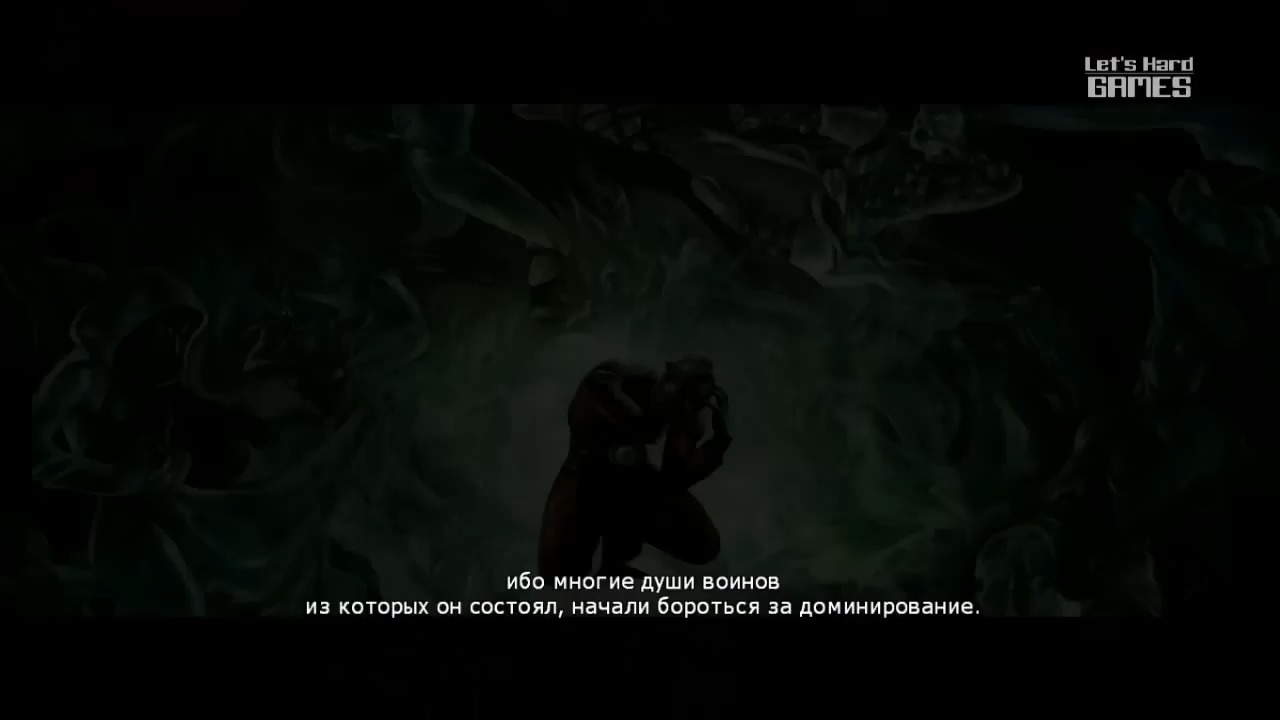 Let's Hard
GAMES
ибо многие души воинов
из которых он состоял, начали бороться за доминирование.